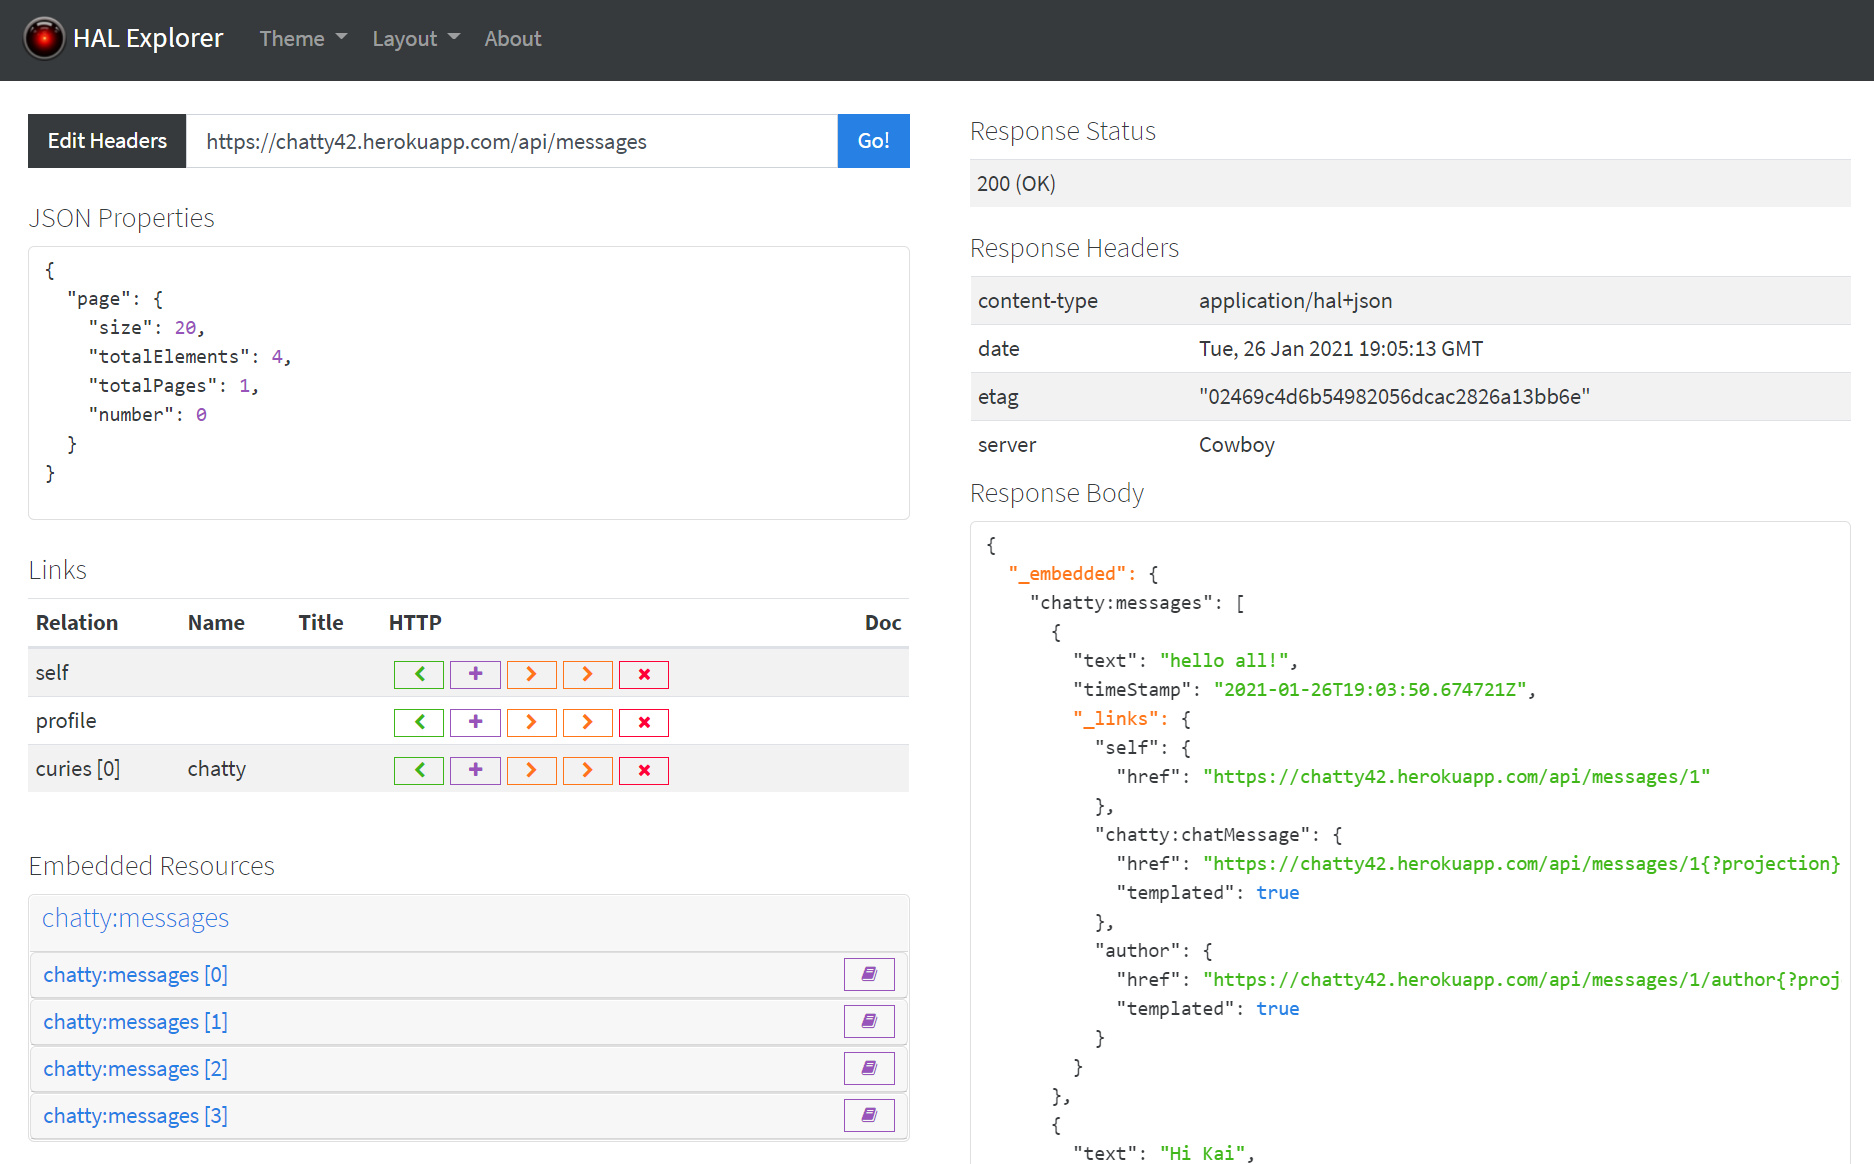 HAL Explorer Theme Layout About
Edit Headers https://chatty42.herokuapp.com/api/messages Go!
JSON Properties
{
"page": {
"size": 20,
"totalElements": 4,
"totalPages": 1,
"number": 0
}
}
Links
Relation Name Title HTTP Doc
self
profile
curies [0] chatty
Embedded Resources
chatty:messages
chatty:messages [0]
chatty:messages [1]
chatty:messages [2]
chatty:messages [3]
Response Status
200 (OK)
Response Headers
content-type application/hal+json
date Tue, 26 Jan 2021 19:05:13 GMT
etag "02469c4d6b54982056dcac2826a13bb6e"
server Cowboy
Response Body
{
"_embedded": {
"chatty:messages": [
{
"text": "hello all!",
"timeStamp": "2021-01-26T19:03:50.674721Z",
"_links": {
"self": {
"href": "https://chatty42.herokuapp.com/api/messages/1"
},
"chatty:chatMessage": {
"href": "https://chatty42.herokuapp.com/api/messages/1{?projection}
"templated": true
},
"author": {
"href": "https://chatty42.herokuapp.com/api/messages/1/author{?proj
"templated": true
}
}
},
{
"text": "Hi Kai",